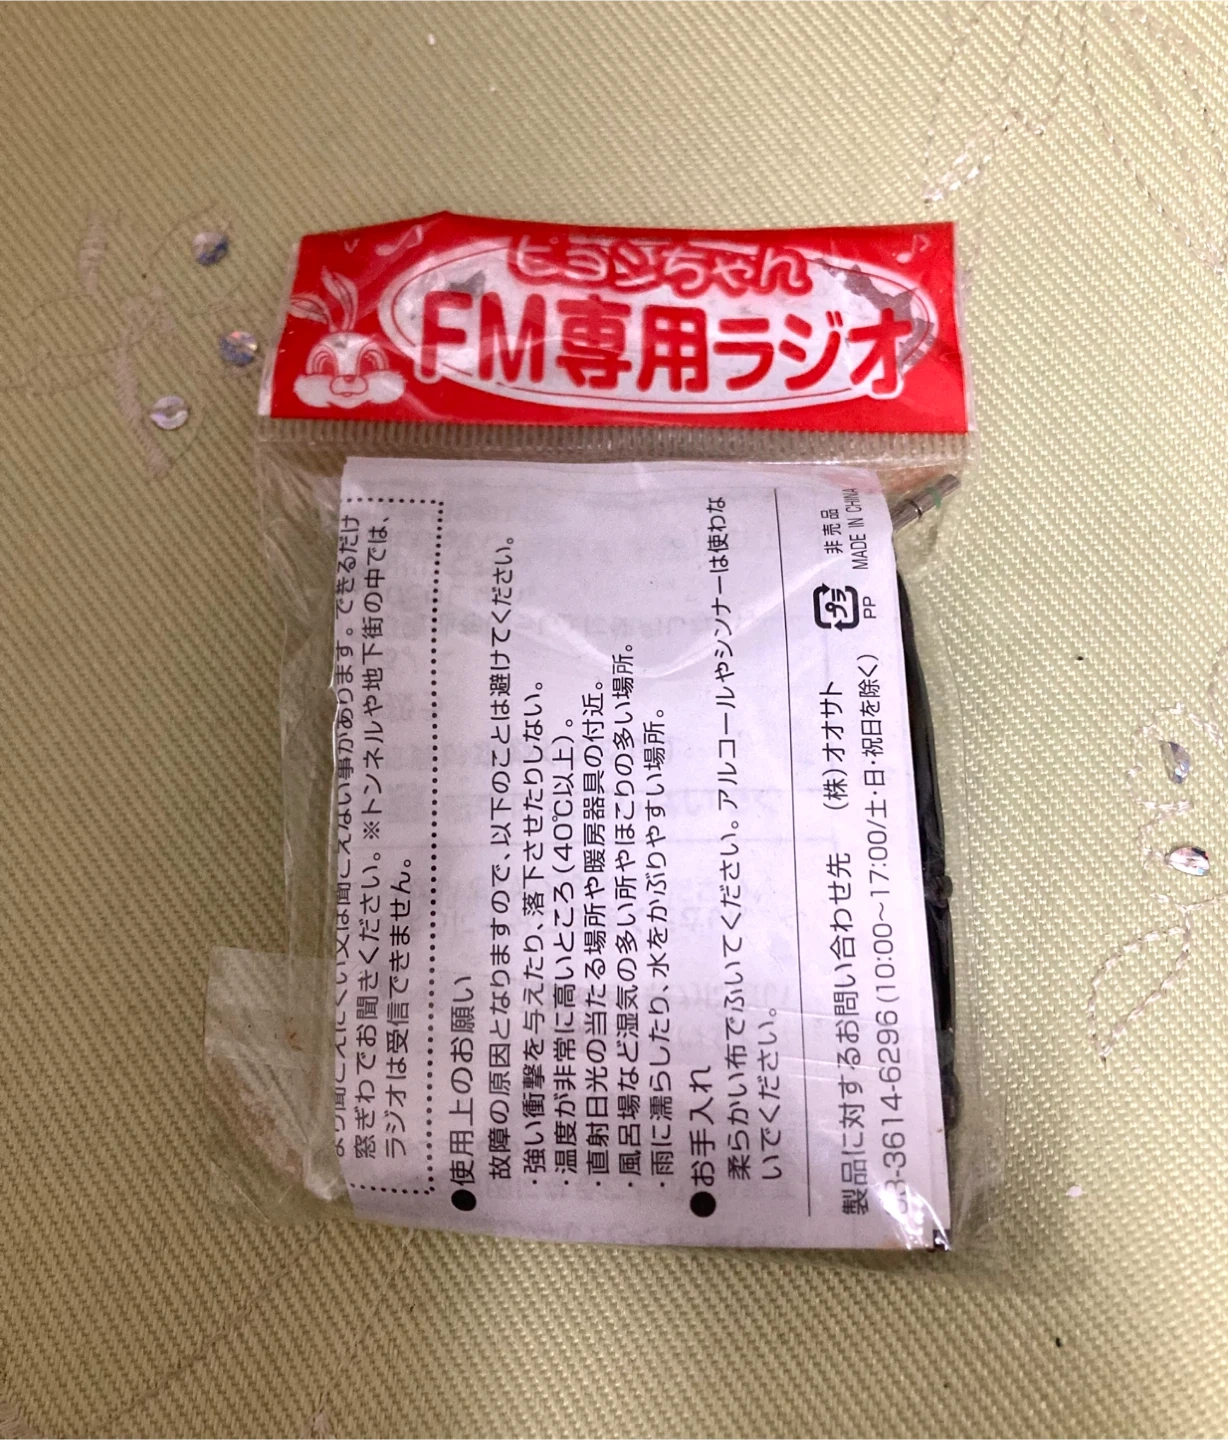 ピョンちゃん
FM専用ラジオ
窓ぎわでお聞きください。※トンネルや地下街の中では、
ラジオは受信できません。
●使用上のお願い
故障の原因となりますので、以下のことは避けてください。
・強い衝撃を与えたり、落下させたりしない。
・温度が非常に高いところ(40℃以上)。
・直射日光の当たる場所や暖房器具の付近。
・風呂場など湿気の多い所やほこりの多い場所。
・雨に濡らしたり、水をかぶりやすい場所。
●お手入れ
柔らかい布でふいてください。アルコールやシンナーは使わな
いでください。
製品に対するお問い合わせ先 (株)オオサト
03-3614-6296(10:00~17:00/土・日・祝日を除く)
プラ
PP
非売品
MADE IN CHINA